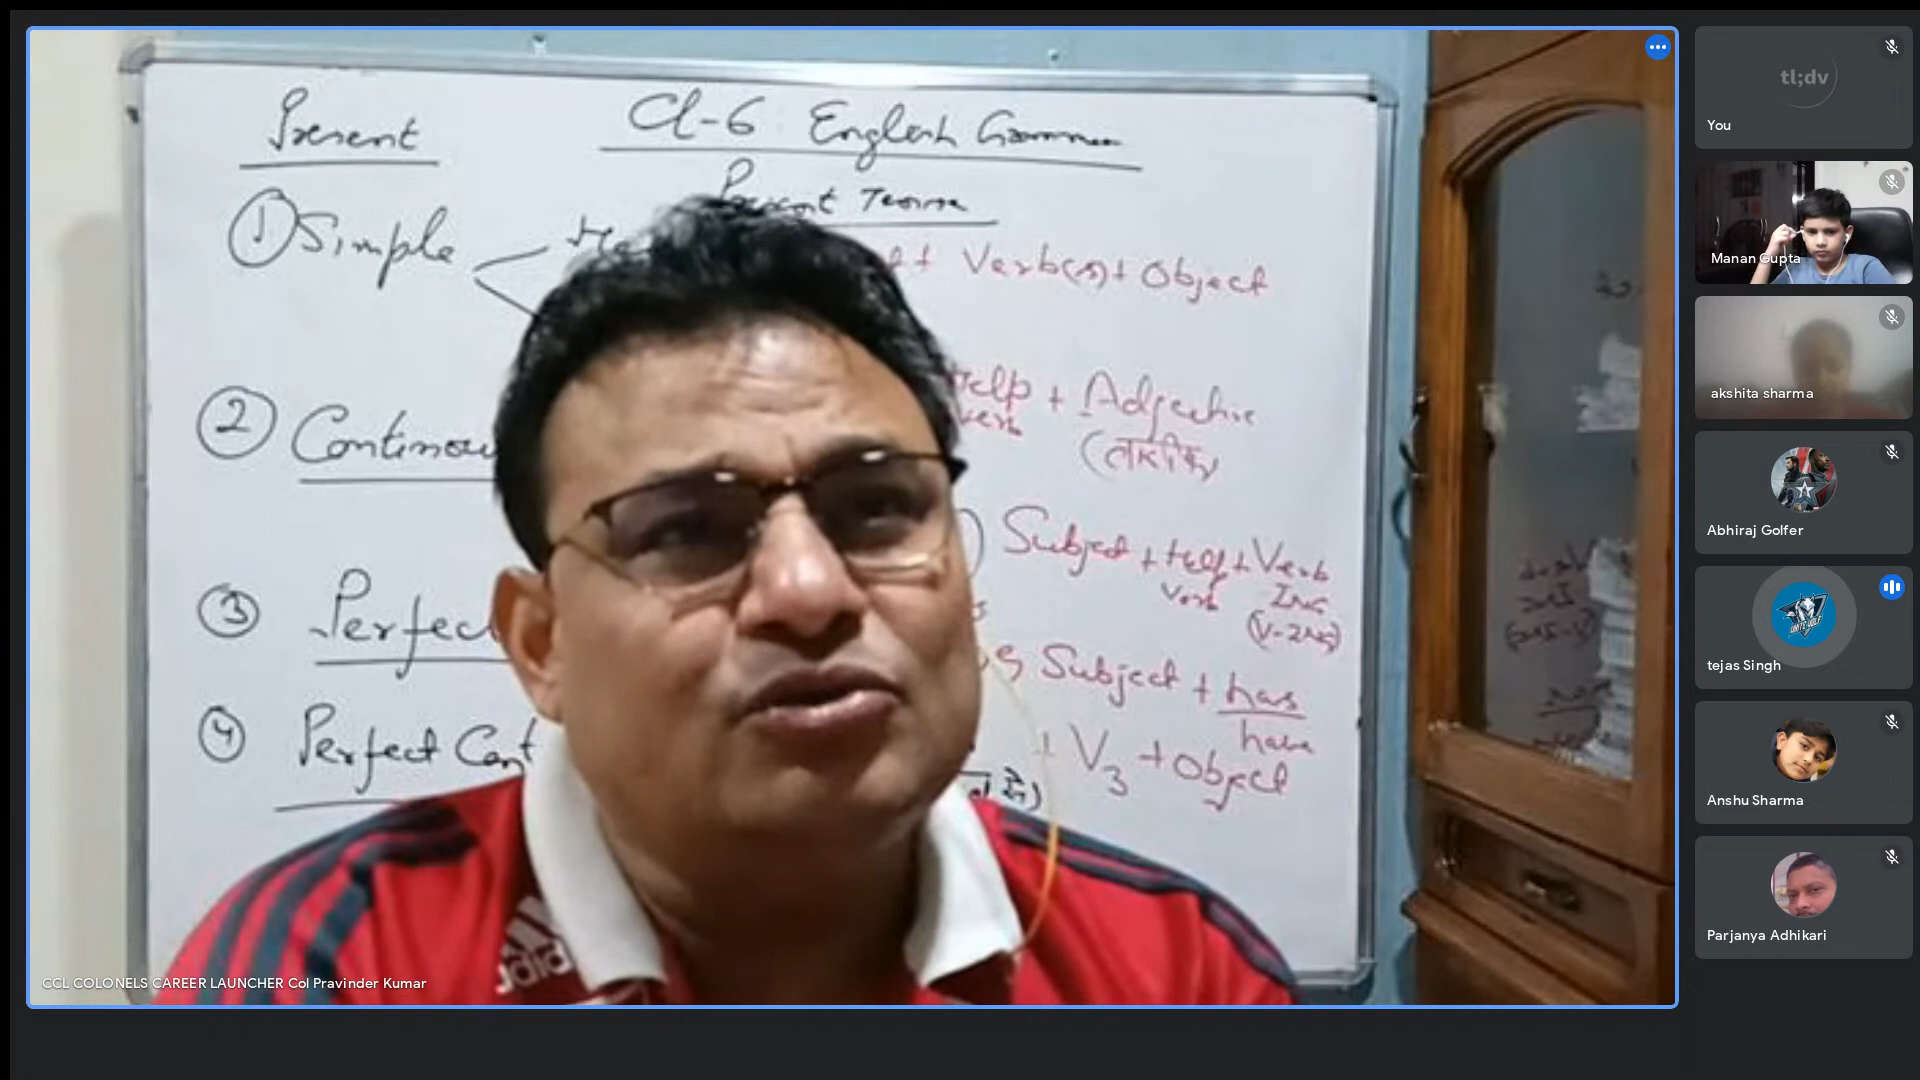 Present
Cl-6 English Grammar
Present Tense
① Simple
+ Verb(s) + Object
② Continous
Help + Adjective
verb
③ Perfect
Subject + Help + Verb
Verb Ing
Subject + has
have
④ Perfect Cont
+ V3 + Object
adidas
CCL COLONELS CAREER LAUNCHER Col Pravinder Kumar
tl;dv
You
Manan Gupta
akshita sharma
Abhiraj Golfer
tejas Singh
Anshu Sharma
Parjanya Adhikari